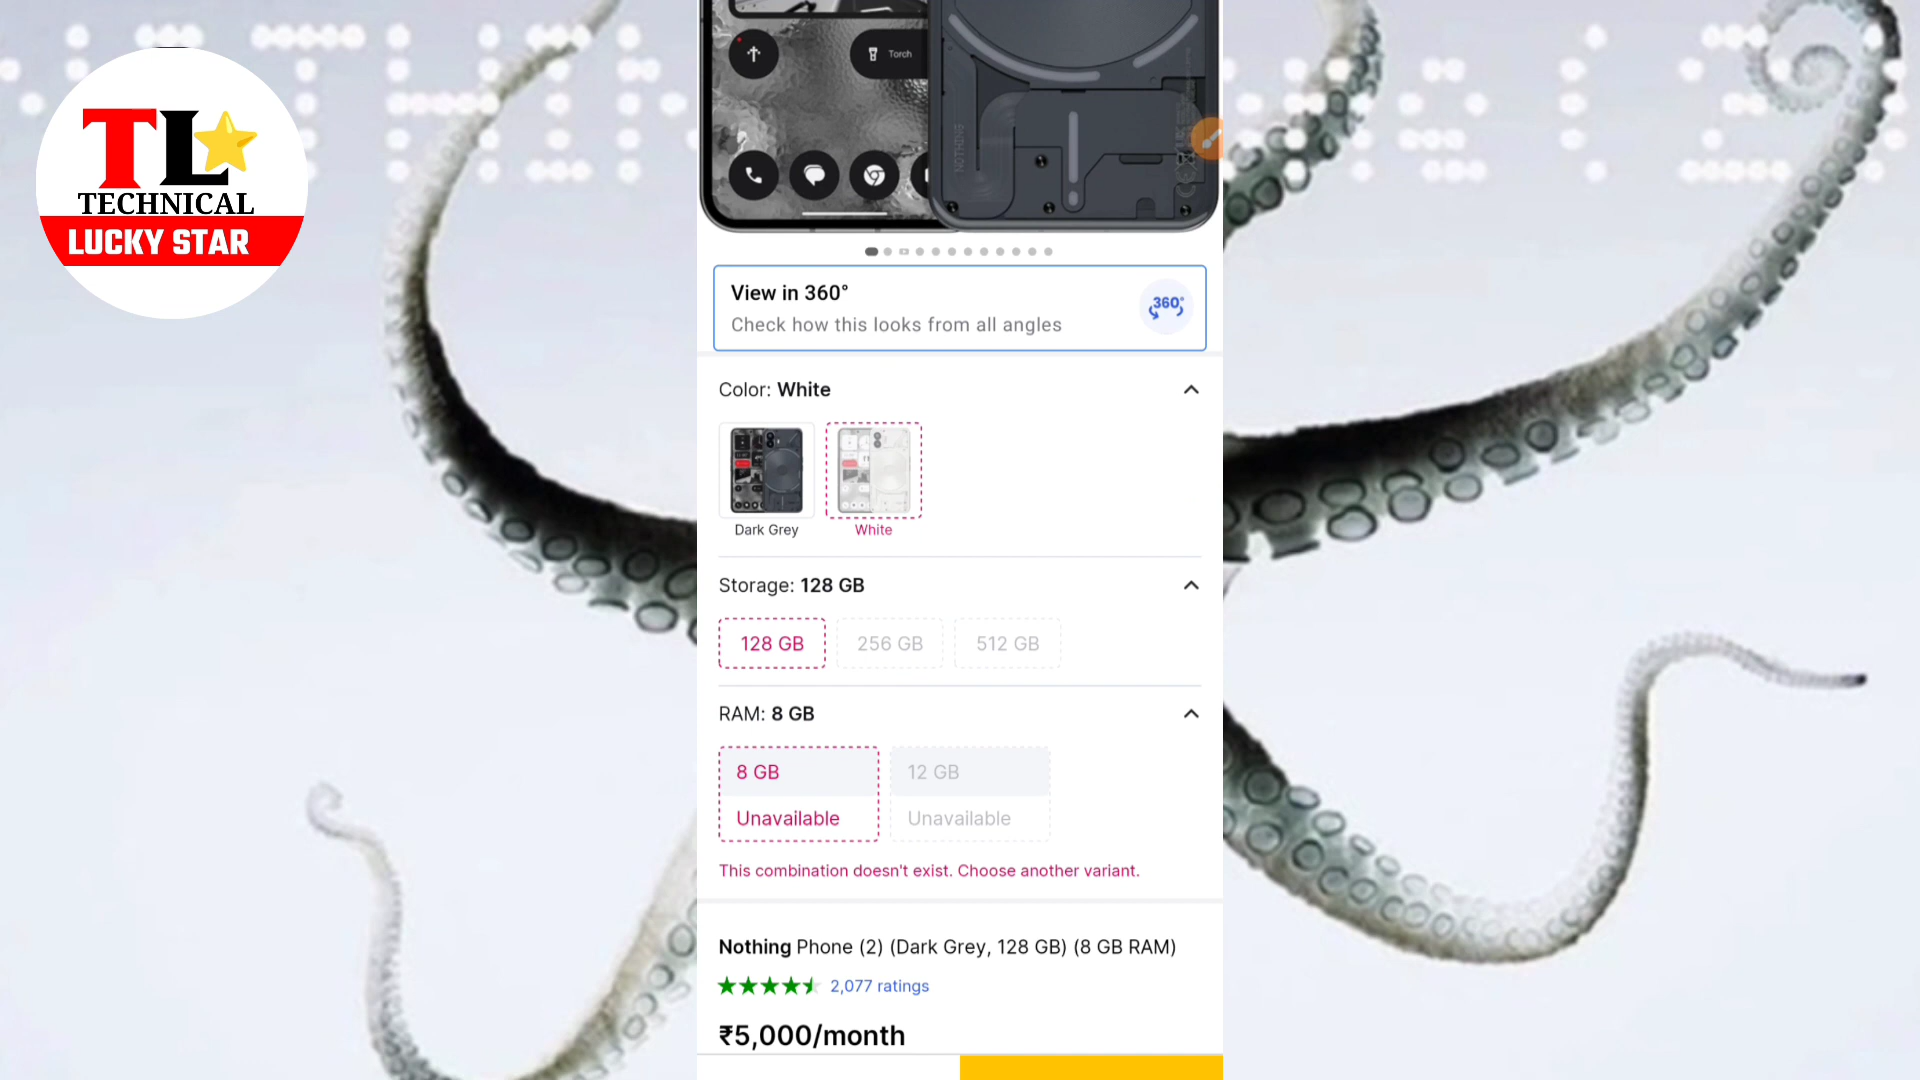 TL
TECHNICAL
LUCKY STAR
Torch
NOTHING
View in 360°
Check how this looks from all angles
360°
Color: White
Dark Grey
White
Storage: 128 GB
128 GB
256 GB
512 GB
RAM: 8 GB
8 GB
12 GB
Unavailable
Unavailable
This combination doesn't exist. Choose another variant.
Nothing Phone (2) (Dark Grey, 128 GB) (8 GB RAM)
2,077 ratings
₹5,000/month